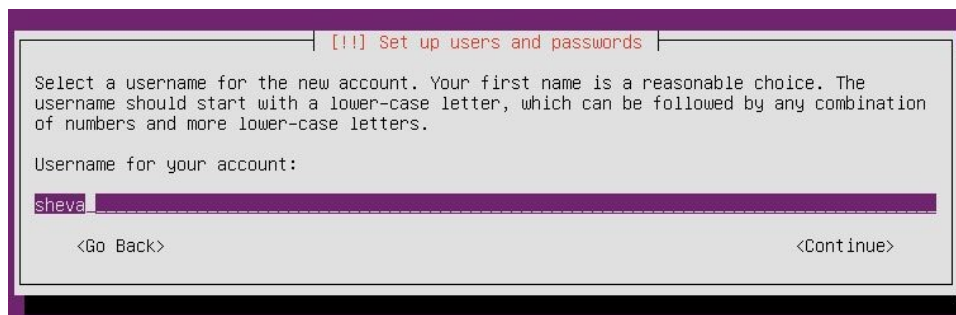 [!!] Set up users and passwords
Select a username for the new account. Your first name is a reasonable choice. The
username should start with a lower-case letter, which can be followed by any combination
of numbers and more lower-case letters.
Username for your account:
sheva
<Go Back> <Continue>